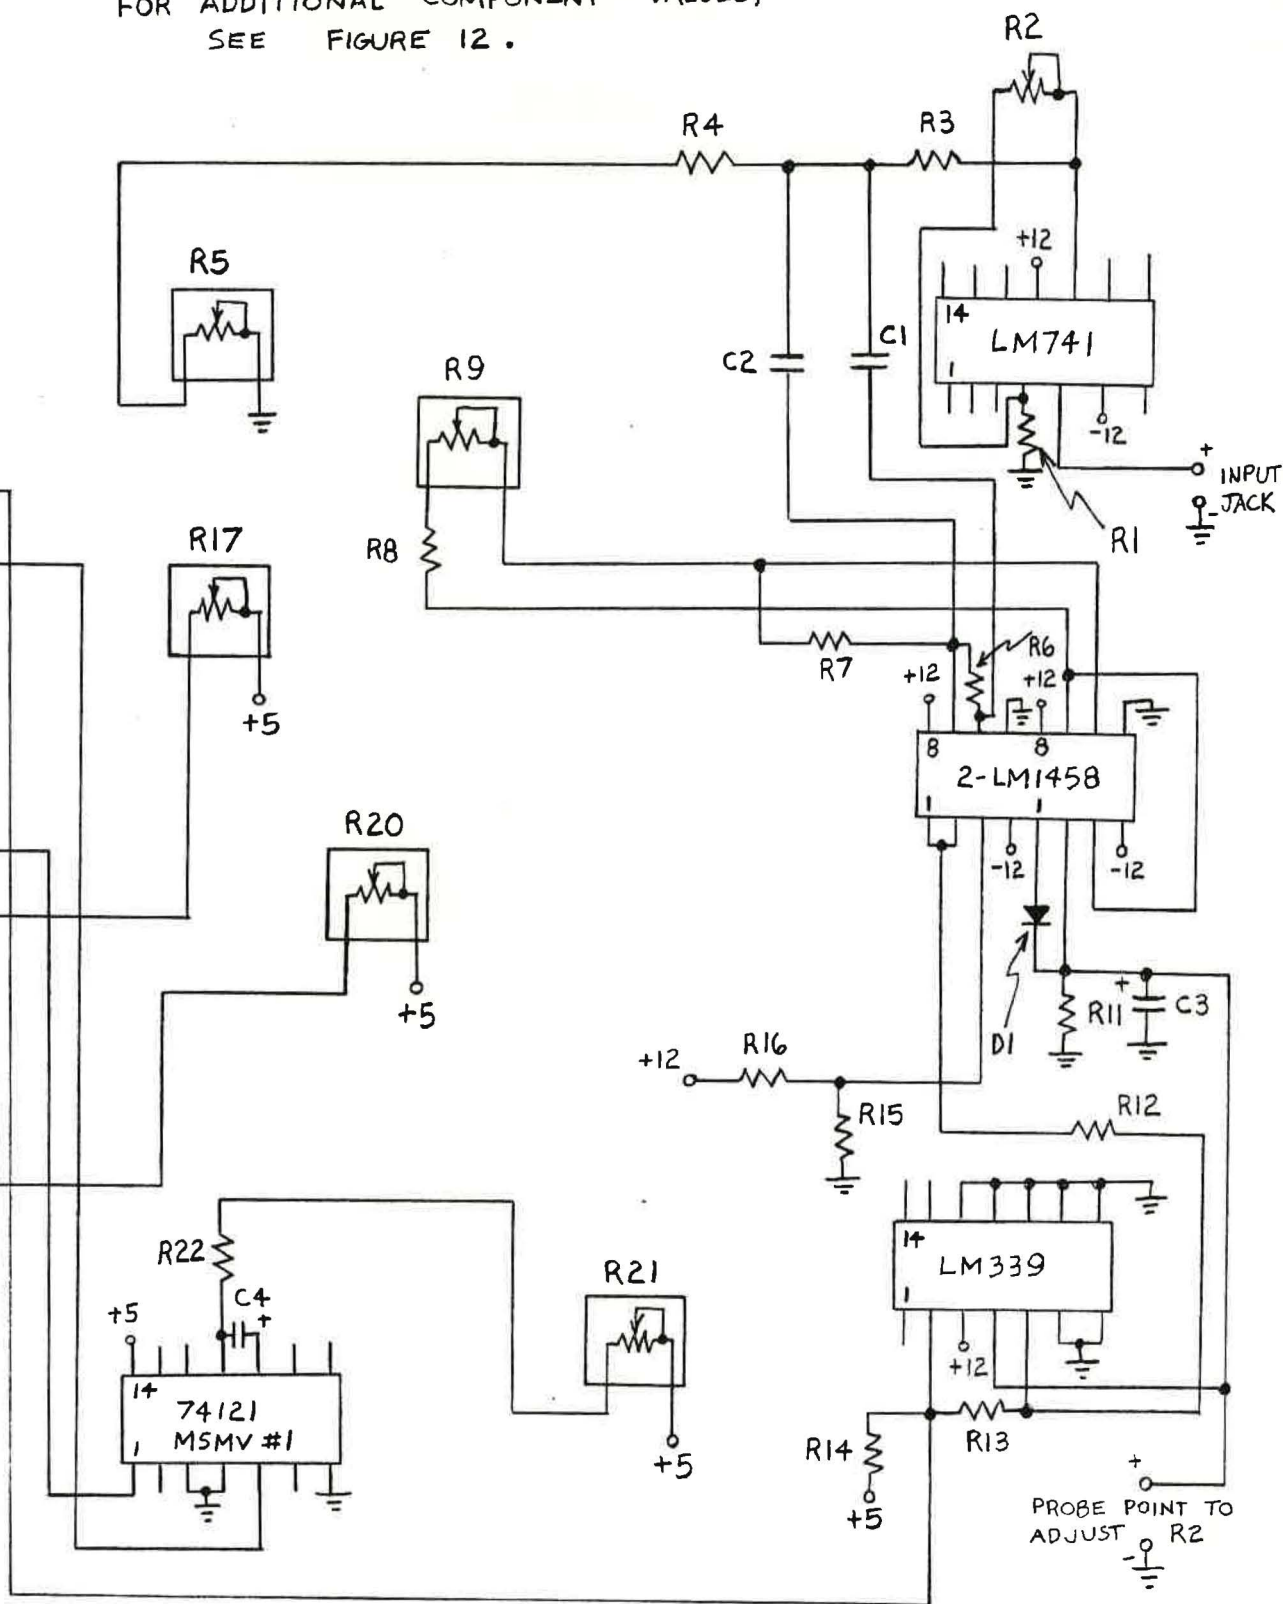 FOR ADDITIONAL COMPONENT VALUES,
SEE FIGURE 12.
R2
R4
R3
R5
+12
14
LM741
1
C2
C1
R9
-12
+
INPUT
JACK
-
R1
R17
R8
R7
R6
+12
+12
+5
8
8
2-LM1458
1
1
R20
-12
-12
+5
+
R11
C3
D1
+12
R16
R15
R12
R22
14
LM339
1
R21
C4
+
+5
+12
14
74121
MSMV #1
1
R13
R14
+5
+5
+
PROBE POINT TO
ADJUST R2
-